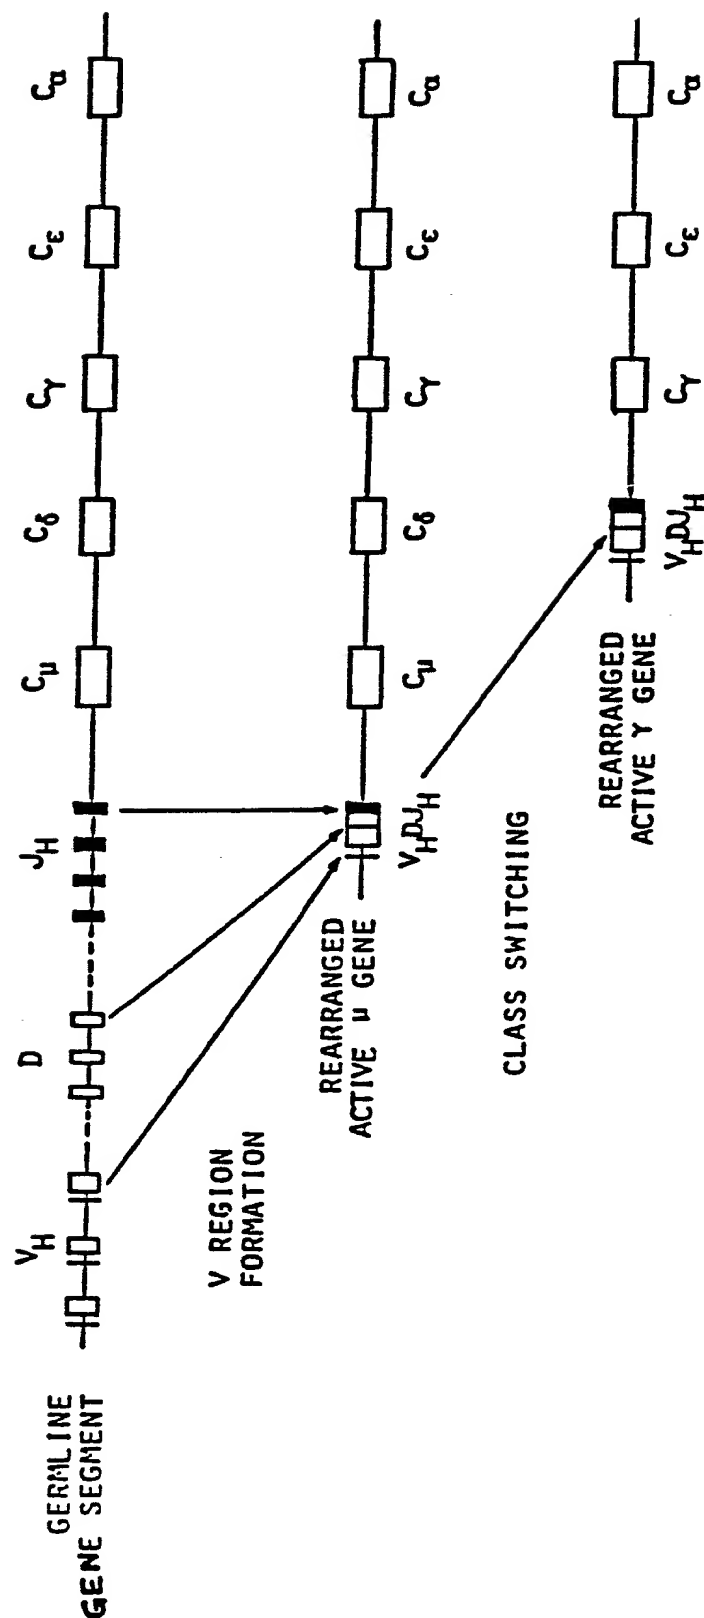 GERMLINE
GENE SEGMENT
V_H
D
J_H
C_μ
C_δ
C_γ
C_ε
C_α
V REGION
FORMATION
REARRANGED
ACTIVE μ GENE
V_HDJ_H
C_μ
C_δ
C_γ
C_ε
C_α
CLASS SWITCHING
REARRANGED
ACTIVE γ GENE
V_HDJ_H
C_γ
C_ε
C_α